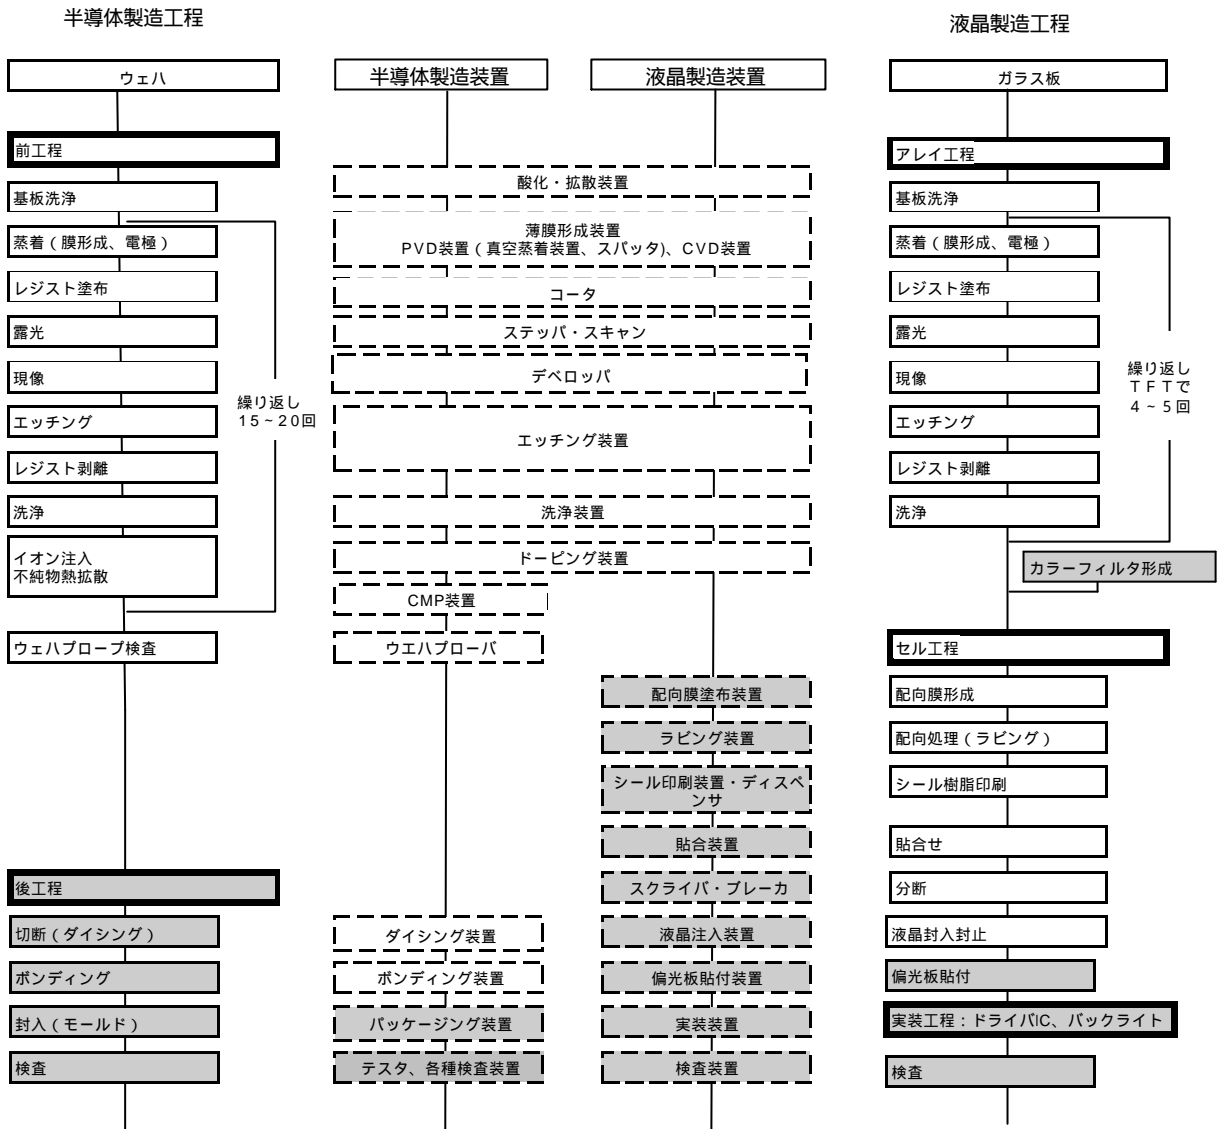 半導体製造工程
液晶製造工程
ウェハ
半導体製造装置
液晶製造装置
ガラス板
前工程
アレイ工程
基板洗浄
蒸着(膜形成、電極)
レジスト塗布
露光
現像
エッチング
レジスト剥離
洗浄
イオン注入
不純物熱拡散
繰り返し
15~20回
ウェハプローブ検査
後工程
切断(ダイシング)
ボンディング
封入(モールド)
検査
酸化・拡散装置
薄膜形成装置
PVD装置(真空蒸着装置、スパッタ)、CVD装置
コータ
ステッパ・スキャン
デベロッパ
エッチング装置
洗浄装置
ドーピング装置
CMP装置
ウエハプローバ
ダイシング装置
ボンディング装置
パッケージング装置
テスタ、各種検査装置
配向膜塗布装置
ラビング装置
シール印刷装置・ディスペ
ンサ
貼合装置
スクライバ・ブレーカ
液晶注入装置
偏光板貼付装置
実装装置
検査装置
基板洗浄
蒸着(膜形成、電極)
レジスト塗布
露光
現像
エッチング
レジスト剥離
洗浄
繰り返し
TFTで
4~5回
カラーフィルタ形成
セル工程
配向膜形成
配向処理(ラビング)
シール樹脂印刷
貼合せ
分断
液晶封入封止
偏光板貼付
実装工程:ドライバIC、バックライト
検査